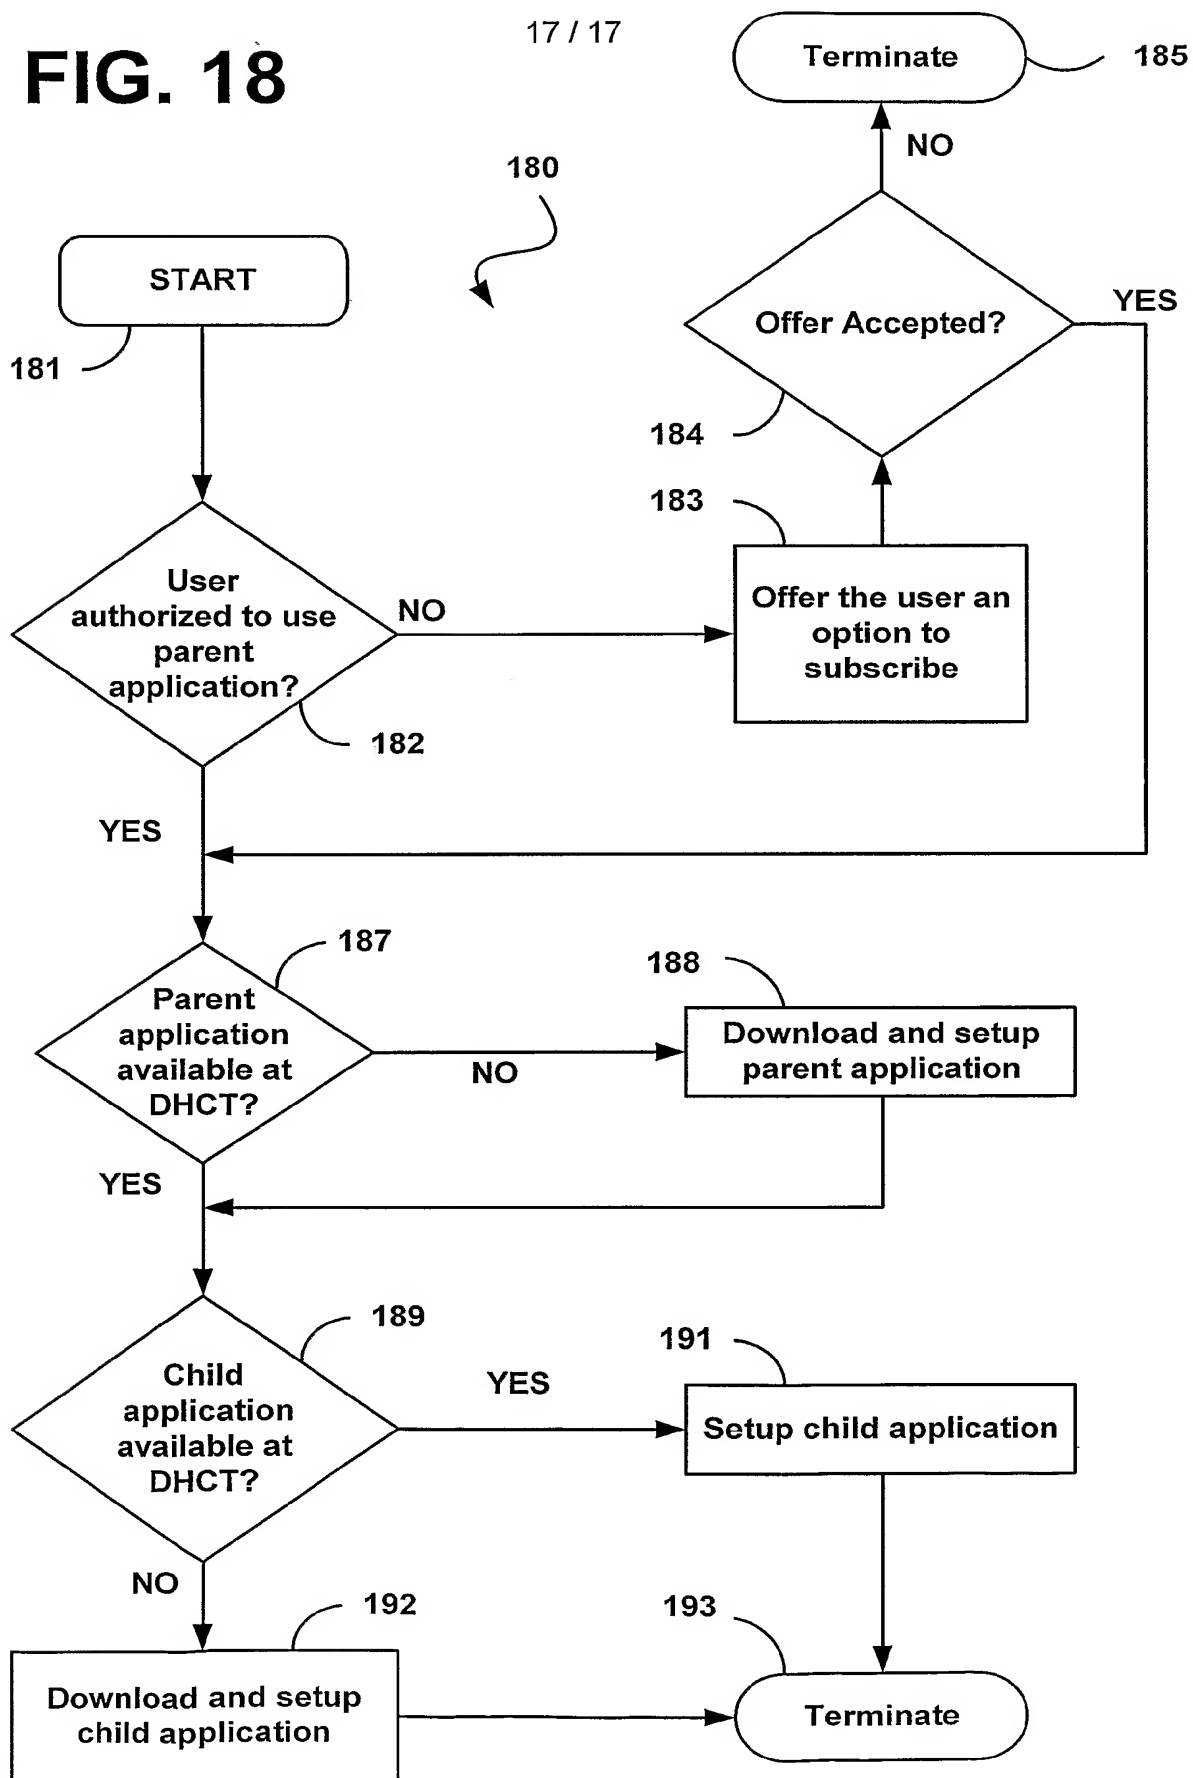 17 / 17
FIG. 18
Terminate
185
NO
180
START
181
Offer Accepted?
YES
184
183
User
authorized to use
parent
application?
NO
Offer the user an
option to
subscribe
182
YES
187
Parent
application
available at
DHCT?
NO
188
Download and setup
parent application
YES
189
Child
application
available at
DHCT?
YES
191
Setup child application
NO
192
193
Download and setup
child application
Terminate